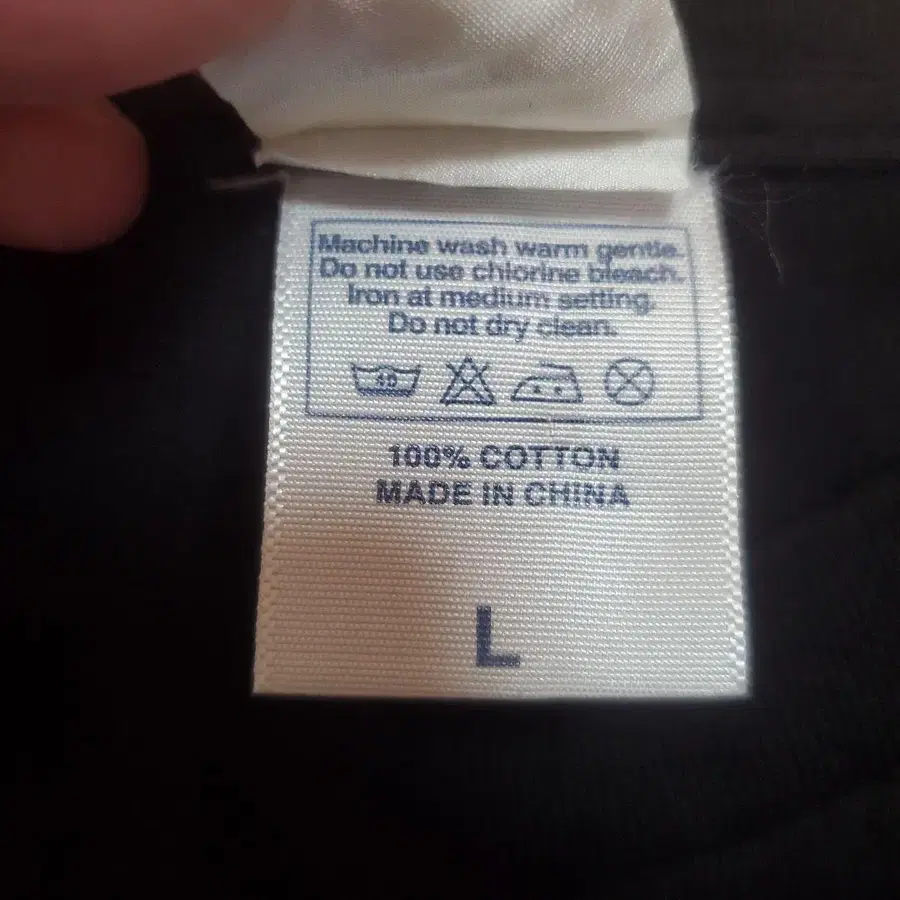 Machine wash warm gentle.
Do not use chlorine bleach.
Iron at medium setting.
Do not dry clean.
40
100% COTTON
MADE IN CHINA
L